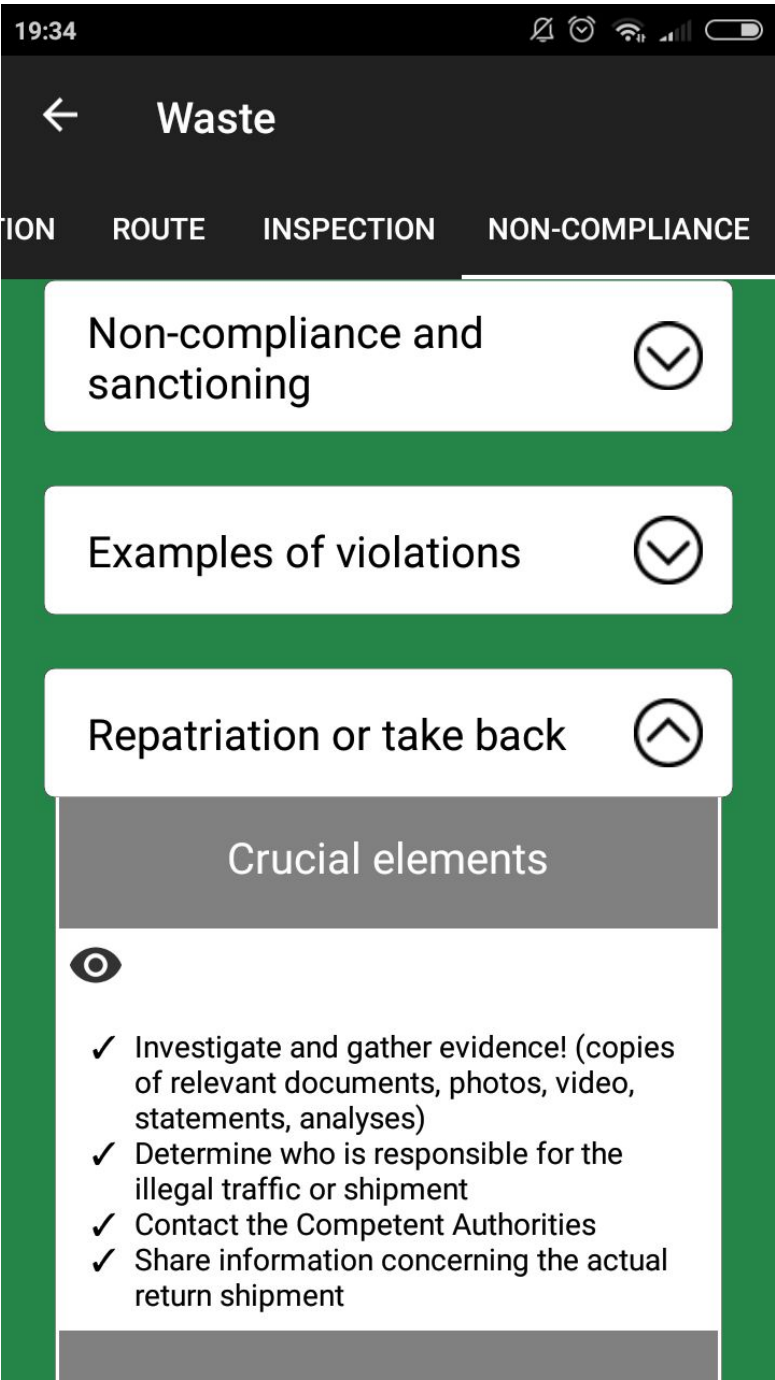 19:34
Waste
TION ROUTE INSPECTION NON-COMPLIANCE
Non-compliance and
sanctioning
Examples of violations
Repatriation or take back
Crucial elements
✓ Investigate and gather evidence! (copies
of relevant documents, photos, video,
statements, analyses)
✓ Determine who is responsible for the
illegal traffic or shipment
✓ Contact the Competent Authorities
✓ Share information concerning the actual
return shipment